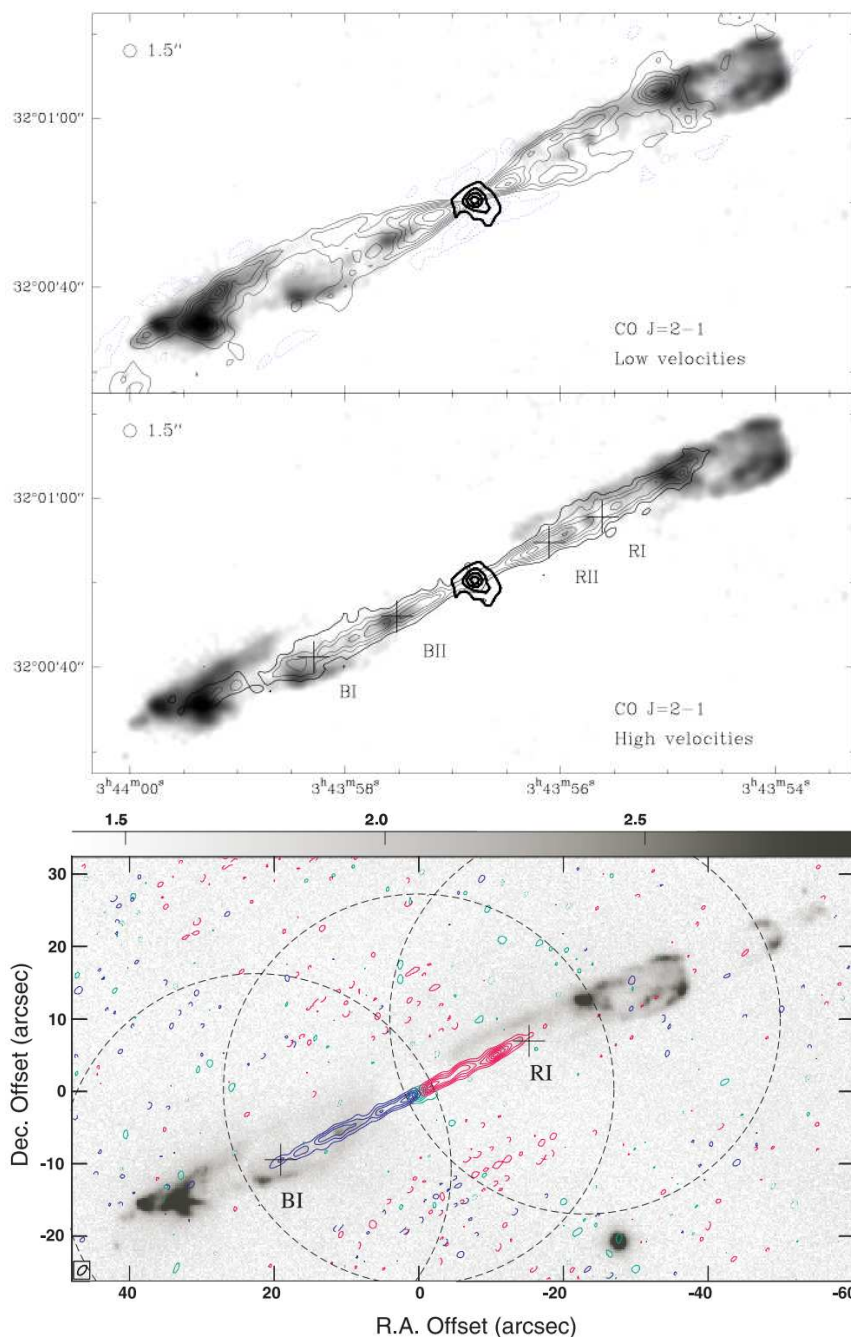 1.5"
32°01'00"
32°00'40"
CO J=2-1
Low velocities
1.5"
32°01'00"
RI
RII
BII
32°00'40"
BI
CO J=2-1
High velocities
3ʰ44ᵐ00ˢ 3ʰ43ᵐ58ˢ 3ʰ43ᵐ56ˢ 3ʰ43ᵐ54ˢ
1.5 2.0 2.5
30
20
10
0
-10
-20
Dec. Offset (arcsec)
RI
BI
40 20 0 -20 -40 -60
R.A. Offset (arcsec)